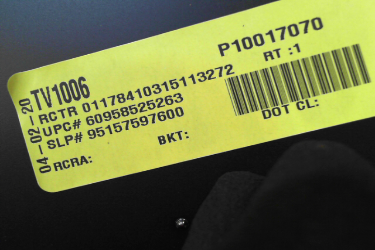 04-02-20
TV1006
P10017070
RCTR 01178410315113272
RT :1
UPC# 60958525263
SLP# 95157597600
DOT CL:
BKT:
RCRA: